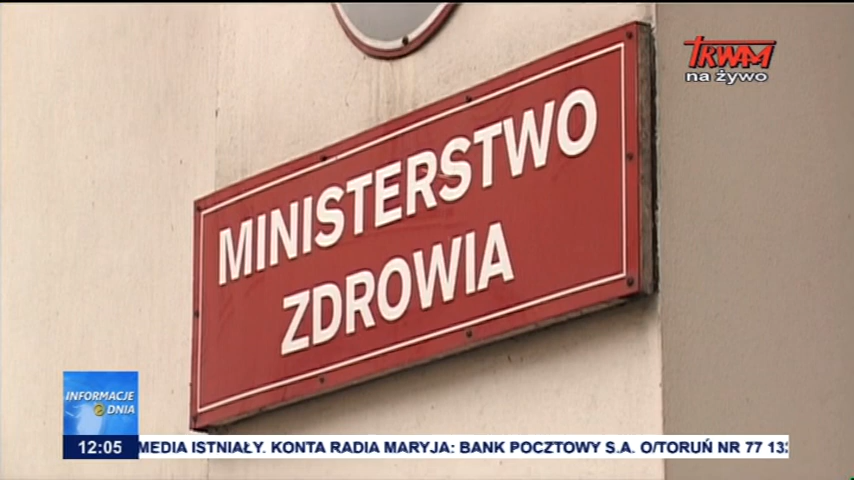 TRWAM
na żywo
MINISTERSTWO
ZDROWIA
INFORMACJE
DNIA
12:05 MEDIA ISTNIAŁY. KONTA RADIA MARYJA: BANK POCZTOWY S.A. O/TORUŃ NR 77